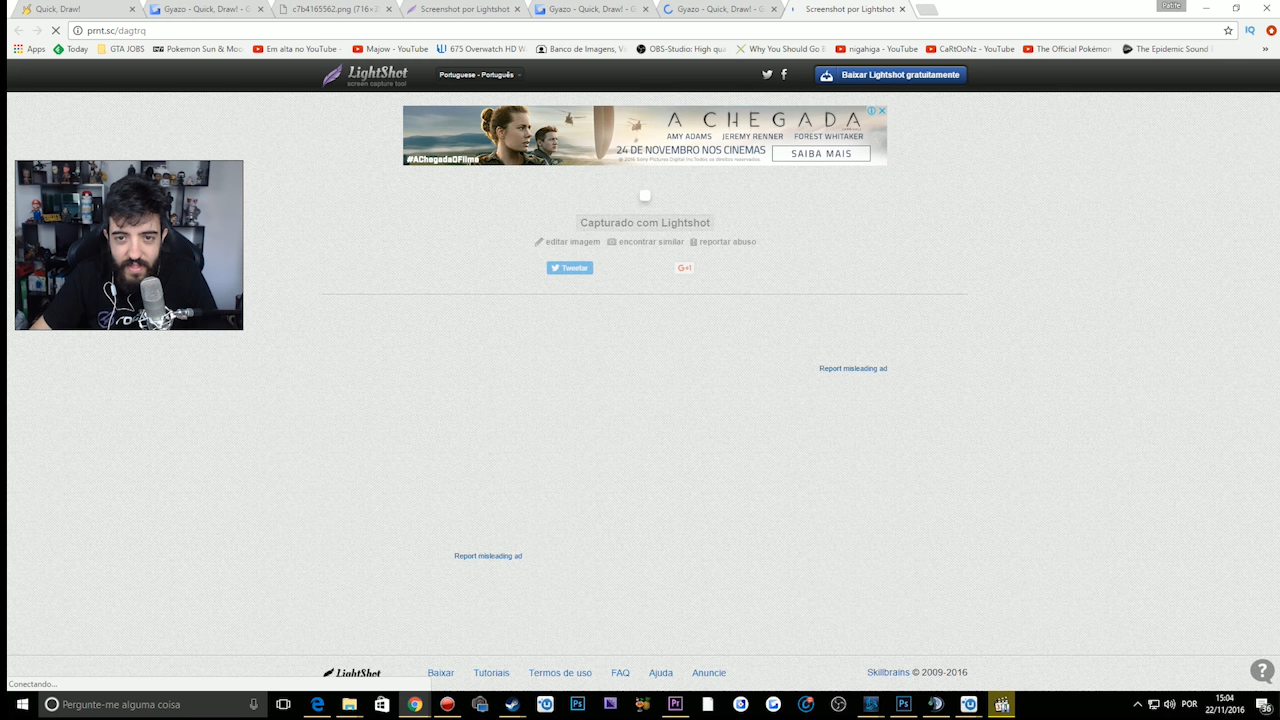 Quick, Draw!
Gyazo - Quick, Draw! - G
c7b4165562.png (716×3
Screenshot por Lightshot
Gyazo - Quick, Draw! - G
Gyazo - Quick, Draw! - G
Screenshot por Lightshot
Patife
prnt.sc/dagtrq
IQ
Apps
Today
GTA JOBS
Pokemon Sun & Moo
Em alta no YouTube -
Majow - YouTube
675 Overwatch HD W
Banco de Imagens, V
OBS-Studio: High qua
Why You Should Go B
nigahiga - YouTube
CaRtOoNz - YouTube
The Official Pokémon
The Epidemic Sound
LightShot
screen capture tool
Portuguese - Português
Baixar Lightshot gratuitamente
A CHEGADA
AMY ADAMS JEREMY RENNER FOREST WHITAKER
24 DE NOVEMBRO NOS CINEMAS
SAIBA MAIS
#AChegadaOFilme
Capturado com Lightshot
editar imagem
encontrar similar
reportar abuso
Tweetar
G+1
Report misleading ad
Report misleading ad
LightShot
Baixar
Tutoriais
Termos de uso
FAQ
Ajuda
Anuncie
Skillbrains © 2009-2016
Conectando...
Pergunte-me alguma coisa
POR
15:04
22/11/2016